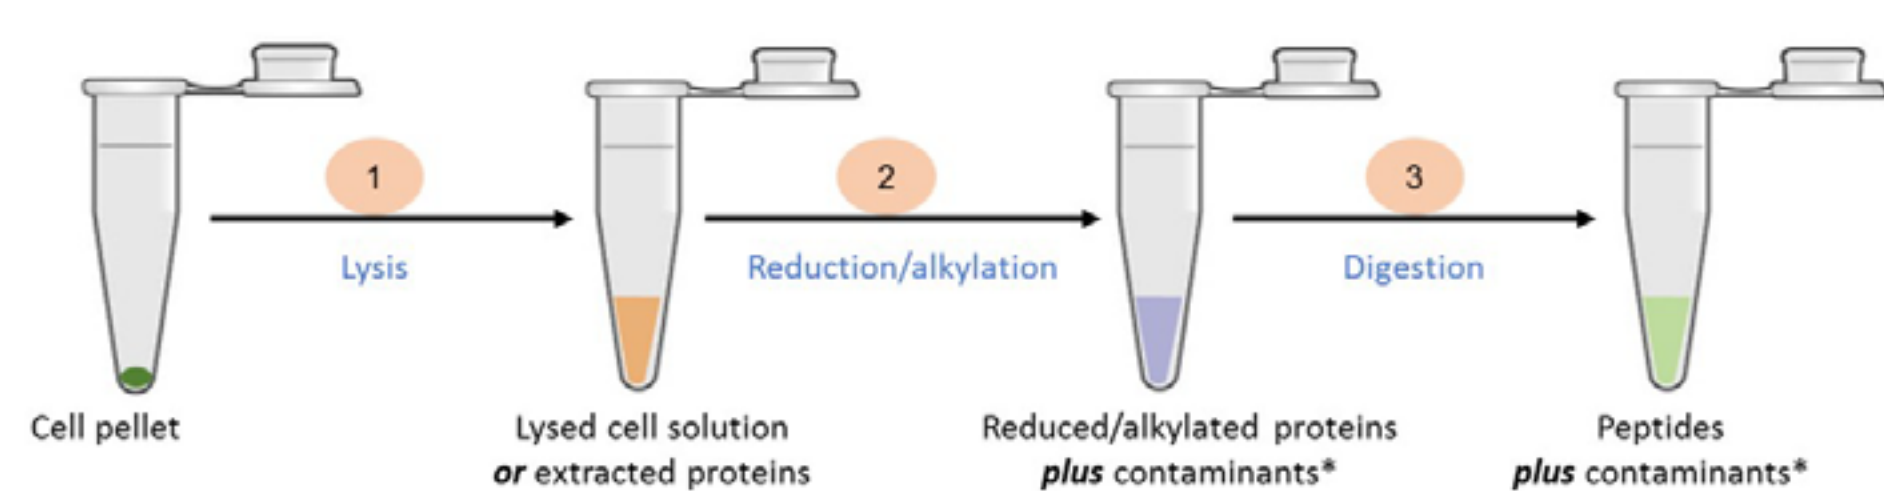 1
2
3
Lysis
Reduction/alkylation
Digestion
Cell pellet
Lysed cell solution
or extracted proteins
Reduced/alkylated proteins
plus contaminants*
Peptides
plus contaminants*